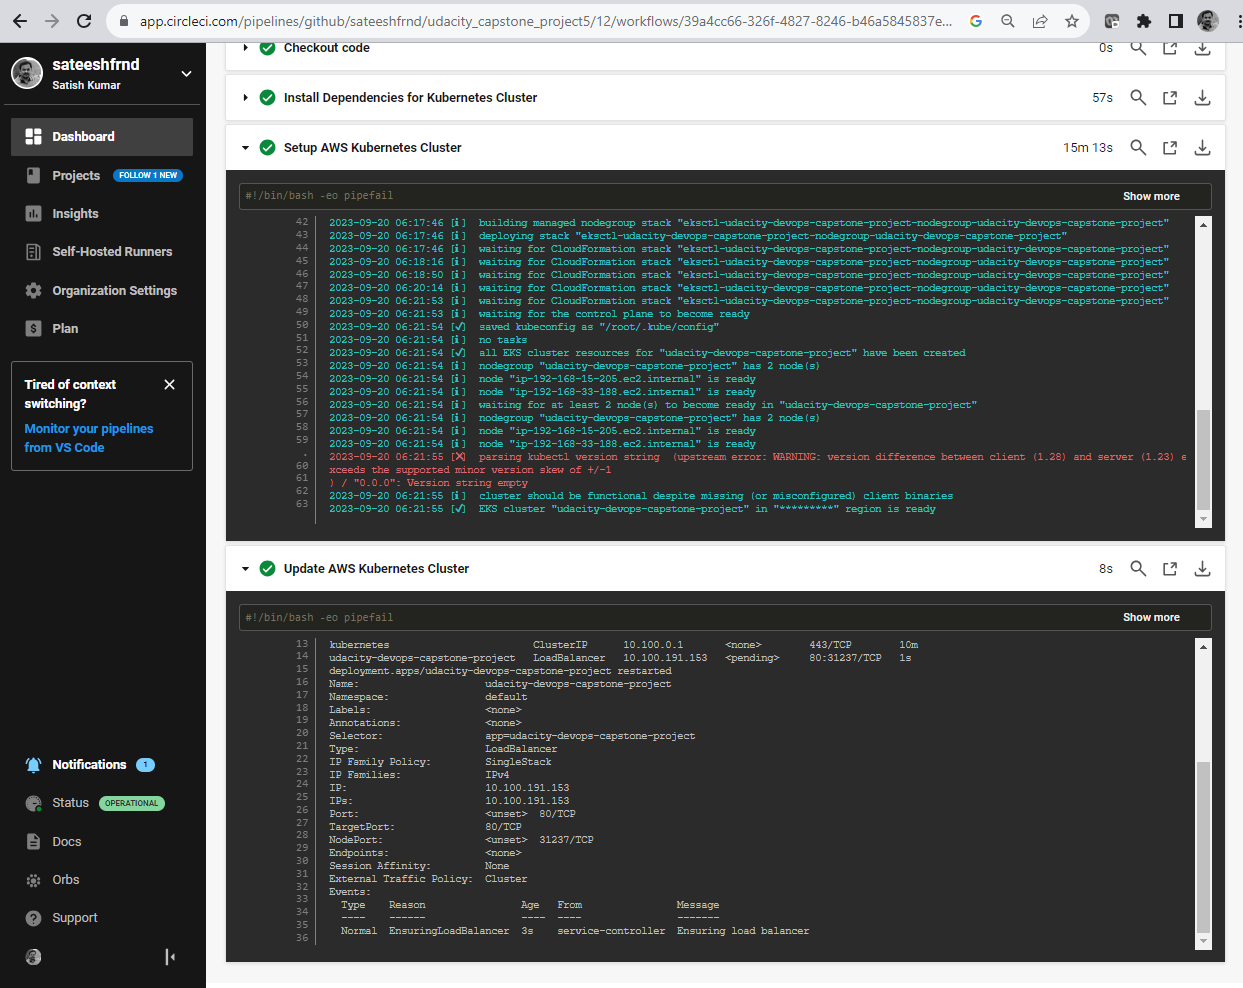 app.circleci.com/pipelines/github/sateeshfrnd/udacity_capstone_project5/12/workflows/39a4cc66-326f-4827-8246-b46a5845837e...
sateeshfrnd
Satish Kumar
Dashboard
Projects FOLLOW 1 NEW
Insights
Self-Hosted Runners
Organization Settings
Plan
Tired of context
switching?
Monitor your pipelines
from VS Code
Notifications 1
Status OPERATIONAL
Docs
Orbs
Support
Checkout code 0s
Install Dependencies for Kubernetes Cluster 57s
Setup AWS Kubernetes Cluster 15m 13s
#!/bin/bash -eo pipefail Show more
42 2023-09-20 06:17:46 [i] building managed nodegroup stack "eksctl-udacity-devops-capstone-project-nodegroup-udacity-devops-capstone-project"
43 2023-09-20 06:17:46 [i] deploying stack "eksctl-udacity-devops-capstone-project-nodegroup-udacity-devops-capstone-project"
44 2023-09-20 06:17:46 [i] waiting for CloudFormation stack "eksctl-udacity-devops-capstone-project-nodegroup-udacity-devops-capstone-project"
45 2023-09-20 06:18:16 [i] waiting for CloudFormation stack "eksctl-udacity-devops-capstone-project-nodegroup-udacity-devops-capstone-project"
46 2023-09-20 06:18:50 [i] waiting for CloudFormation stack "eksctl-udacity-devops-capstone-project-nodegroup-udacity-devops-capstone-project"
47 2023-09-20 06:20:14 [i] waiting for CloudFormation stack "eksctl-udacity-devops-capstone-project-nodegroup-udacity-devops-capstone-project"
48 2023-09-20 06:21:53 [i] waiting for CloudFormation stack "eksctl-udacity-devops-capstone-project-nodegroup-udacity-devops-capstone-project"
49 2023-09-20 06:21:53 [i] waiting for the control plane to become ready
50 2023-09-20 06:21:54 [✓] saved kubeconfig as "/root/.kube/config"
51 2023-09-20 06:21:54 [i] no tasks
52 2023-09-20 06:21:54 [✓] all EKS cluster resources for "udacity-devops-capstone-project" have been created
53 2023-09-20 06:21:54 [i] nodegroup "udacity-devops-capstone-project" has 2 node(s)
54 2023-09-20 06:21:54 [i] node "ip-192-168-15-205.ec2.internal" is ready
55 2023-09-20 06:21:54 [i] node "ip-192-168-33-188.ec2.internal" is ready
56 2023-09-20 06:21:54 [i] waiting for at least 2 node(s) to become ready in "udacity-devops-capstone-project"
57 2023-09-20 06:21:54 [i] nodegroup "udacity-devops-capstone-project" has 2 node(s)
58 2023-09-20 06:21:54 [i] node "ip-192-168-15-205.ec2.internal" is ready
59 2023-09-20 06:21:54 [i] node "ip-192-168-33-188.ec2.internal" is ready
. 2023-09-20 06:21:55 [✗] parsing kubectl version string (upstream error: WARNING: version difference between client (1.28) and server (1.23) e
60 xceeds the supported minor version skew of +/-1
61 ) / "0.0.0": Version string empty
62 2023-09-20 06:21:55 [i] cluster should be functional despite missing (or misconfigured) client binaries
63 2023-09-20 06:21:55 [✓] EKS cluster "udacity-devops-capstone-project" in "*********" region is ready
Update AWS Kubernetes Cluster 8s
#!/bin/bash -eo pipefail Show more
13 kubernetes ClusterIP 10.100.0.1 <none> 443/TCP 10m
14 udacity-devops-capstone-project LoadBalancer 10.100.191.153 <pending> 80:31237/TCP 1s
15 deployment.apps/udacity-devops-capstone-project restarted
16 Name: udacity-devops-capstone-project
17 Namespace: default
18 Labels: <none>
19 Annotations: <none>
20 Selector: app=udacity-devops-capstone-project
21 Type: LoadBalancer
22 IP Family Policy: SingleStack
23 IP Families: IPv4
24 IP: 10.100.191.153
25 IPs: 10.100.191.153
26 Port: <unset> 80/TCP
27 TargetPort: 80/TCP
28 NodePort: <unset> 31237/TCP
29 Endpoints: <none>
30 Session Affinity: None
31 External Traffic Policy: Cluster
32 Events:
33 Type Reason Age From Message
34 ---- ------ ---- ---- -------
35 Normal EnsuringLoadBalancer 3s service-controller Ensuring load balancer
36